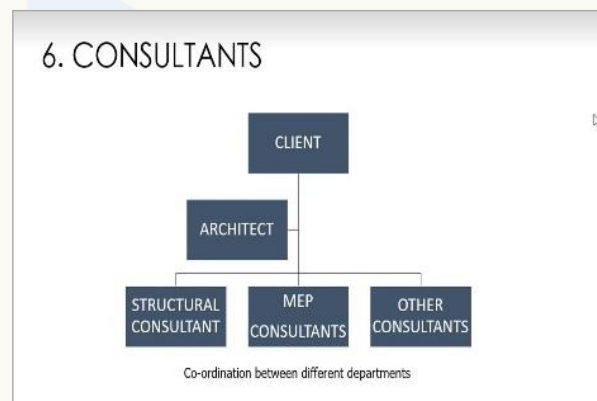 6. CONSULTANTS
CLIENT
ARCHITECT
STRUCTURAL
CONSULTANT
MEP
CONSULTANTS
OTHER
CONSULTANTS
Co-ordination between different departments